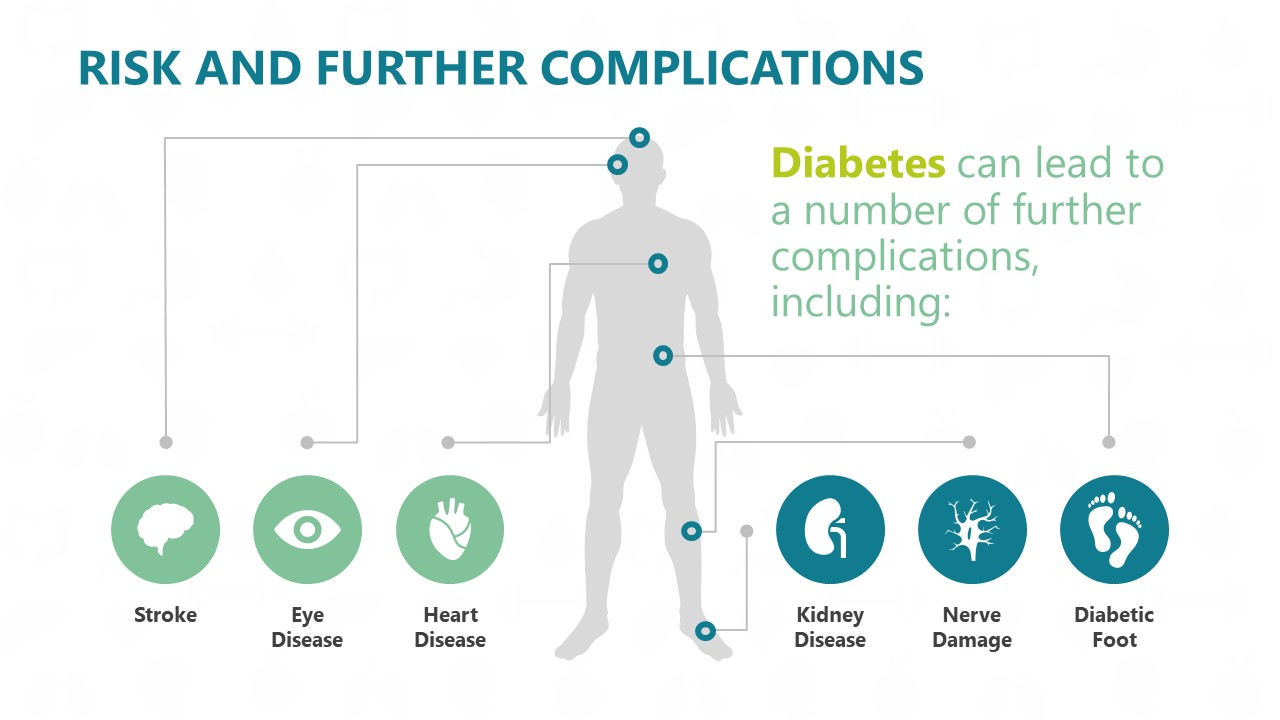 RISK AND FURTHER COMPLICATIONS
Diabetes can lead to
a number of further
complications,
including:
Stroke
Eye
Disease
Heart
Disease
Kidney
Disease
Nerve
Damage
Diabetic
Foot